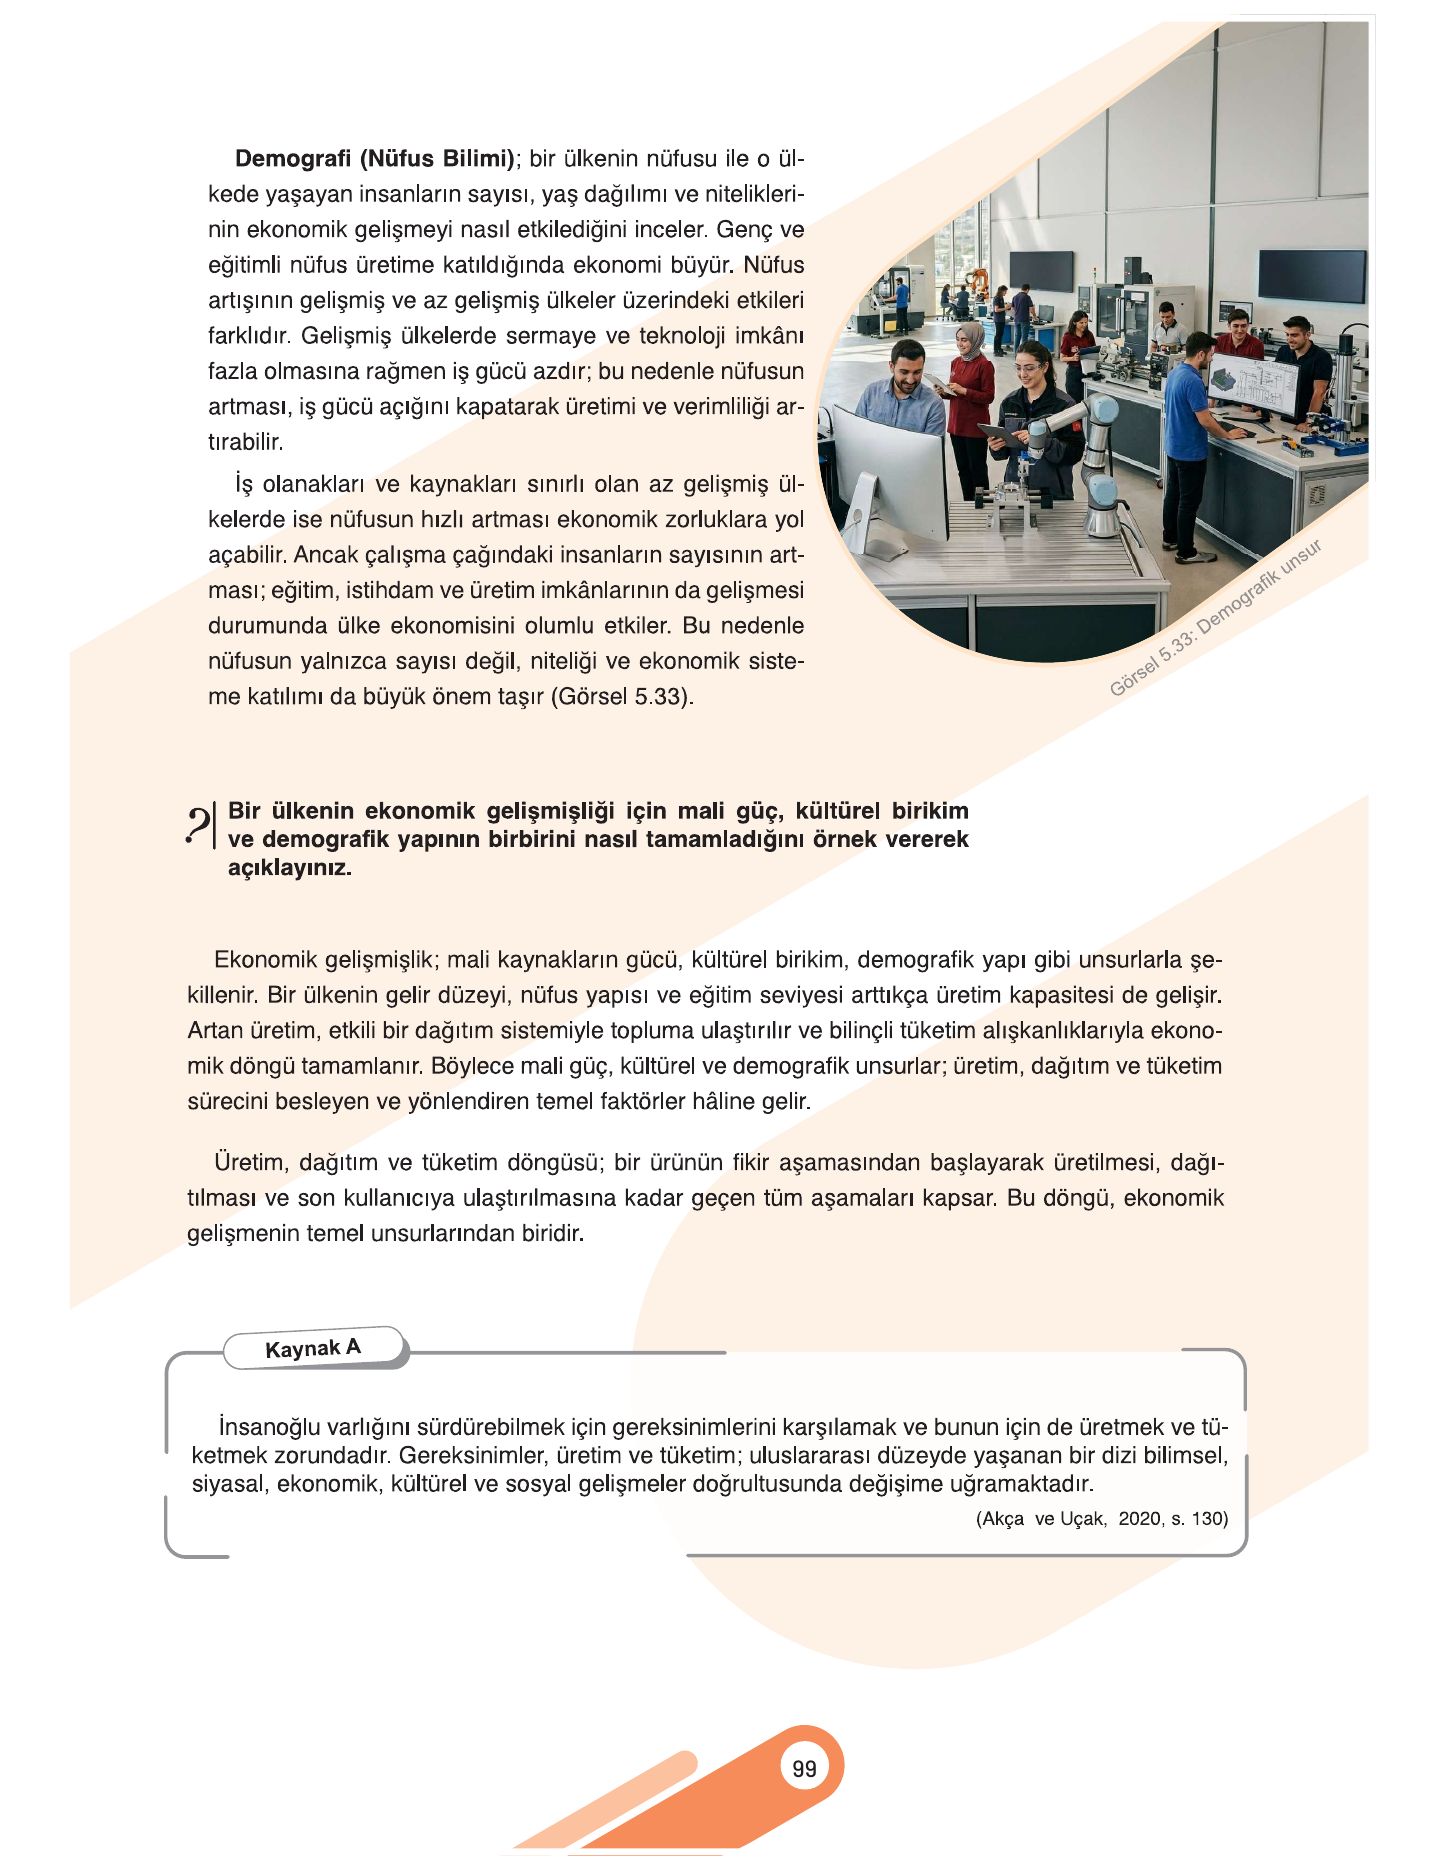 Demografi (Nüfus Bilimi); bir ülkenin nüfusu ile o ül-
kede yaşayan insanların sayısı, yaş dağılımı ve nitelikleri-
nin ekonomik gelişmeyi nasıl etkilediğini inceler. Genç ve
eğitimli nüfus üretime katıldığında ekonomi büyür. Nüfus
artışının gelişmiş ve az gelişmiş ülkeler üzerindeki etkileri
farklıdır. Gelişmiş ülkelerde sermaye ve teknoloji imkânı
fazla olmasına rağmen iş gücü azdır; bu nedenle nüfusun
artması, iş gücü açığını kapatarak üretimi ve verimliliği ar-
tırabilir.
İş olanakları ve kaynakları sınırlı olan az gelişmiş ül-
kelerde ise nüfusun hızlı artması ekonomik zorluklara yol
açabilir. Ancak çalışma çağındaki insanların sayısının art-
ması; eğitim, istihdam ve üretim imkânlarının da gelişmesi
durumunda ülke ekonomisini olumlu etkiler. Bu nedenle
nüfusun yalnızca sayısı değil, niteliği ve ekonomik siste-
me katılımı da büyük önem taşır (Görsel 5.33).
Görsel 5.33: Demografik unsur
? Bir ülkenin ekonomik gelişmişliği için mali güç, kültürel birikim
ve demografik yapının birbirini nasıl tamamladığını örnek vererek
açıklayınız.
Ekonomik gelişmişlik; mali kaynakların gücü, kültürel birikim, demografik yapı gibi unsurlarla şe-
killenir. Bir ülkenin gelir düzeyi, nüfus yapısı ve eğitim seviyesi arttıkça üretim kapasitesi de gelişir.
Artan üretim, etkili bir dağıtım sistemiyle topluma ulaştırılır ve bilinçli tüketim alışkanlıklarıyla ekono-
mik döngü tamamlanır. Böylece mali güç, kültürel ve demografik unsurlar; üretim, dağıtım ve tüketim
sürecini besleyen ve yönlendiren temel faktörler hâline gelir.
Üretim, dağıtım ve tüketim döngüsü; bir ürünün fikir aşamasından başlayarak üretilmesi, dağı-
tılması ve son kullanıcıya ulaştırılmasına kadar geçen tüm aşamaları kapsar. Bu döngü, ekonomik
gelişmenin temel unsurlarından biridir.
Kaynak A
İnsanoğlu varlığını sürdürebilmek için gereksinimlerini karşılamak ve bunun için de üretmek ve tü-
ketmek zorundadır. Gereksinimler, üretim ve tüketim; uluslararası düzeyde yaşanan bir dizi bilimsel,
siyasal, ekonomik, kültürel ve sosyal gelişmeler doğrultusunda değişime uğramaktadır.
(Akça ve Uçak, 2020, s. 130)
99